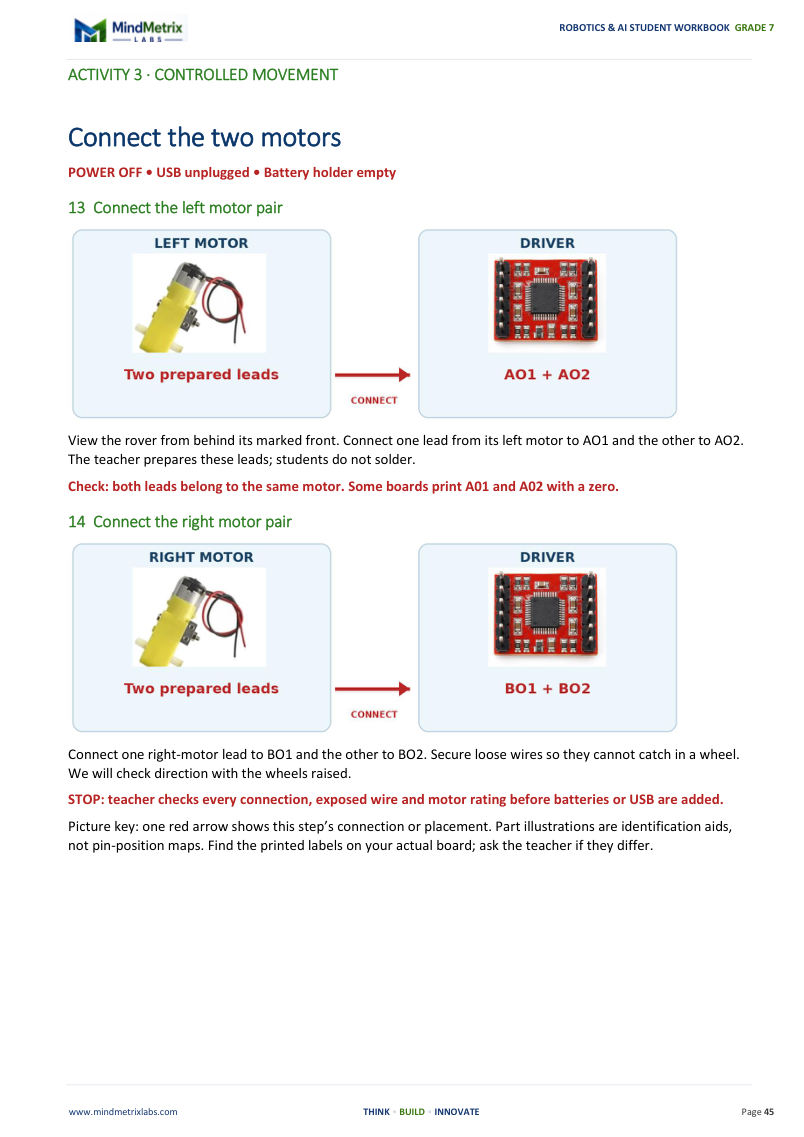 MindMetrix
LABS
ROBOTICS & AI STUDENT WORKBOOK GRADE 7
ACTIVITY 3 · CONTROLLED MOVEMENT
Connect the two motors
POWER OFF • USB unplugged • Battery holder empty
13 Connect the left motor pair
LEFT MOTOR
DRIVER
Two prepared leads
AO1 + AO2
CONNECT
View the rover from behind its marked front. Connect one lead from its left motor to AO1 and the other to AO2.
The teacher prepares these leads; students do not solder.
Check: both leads belong to the same motor. Some boards print A01 and A02 with a zero.
14 Connect the right motor pair
RIGHT MOTOR
DRIVER
Two prepared leads
BO1 + BO2
CONNECT
Connect one right-motor lead to BO1 and the other to BO2. Secure loose wires so they cannot catch in a wheel.
We will check direction with the wheels raised.
STOP: teacher checks every connection, exposed wire and motor rating before batteries or USB are added.
Picture key: one red arrow shows this step’s connection or placement. Part illustrations are identification aids,
not pin-position maps. Find the printed labels on your actual board; ask the teacher if they differ.
www.mindmetrixlabs.com
THINK • BUILD • INNOVATE
Page 45